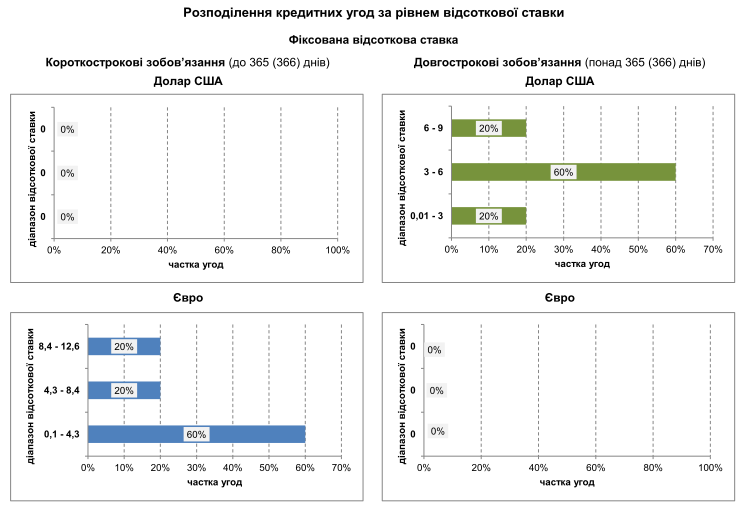 Розподілення кредитних угод за рівнем відсоткової ставки
Фіксована відсоткова ставка
Короткострокові зобов’язання (до 365 (366) днів)
Долар США
діапазон відсоткової ставки
0
0%
0
0%
0
0%
0% 20% 40% 60% 80% 100%
частка угод
Довгострокові зобов’язання (понад 365 (366) днів)
Долар США
діапазон відсоткової ставки
6 - 9
20%
3 - 6
60%
0,01 - 3
20%
0% 10% 20% 30% 40% 50% 60% 70%
частка угод
Євро
діапазон відсоткової ставки
8,4 - 12,6
20%
4,3 - 8,4
20%
0,1 - 4,3
60%
0% 10% 20% 30% 40% 50% 60% 70%
частка угод
Євро
діапазон відсоткової ставки
0
0%
0
0%
0
0%
0% 20% 40% 60% 80% 100%
частка угод